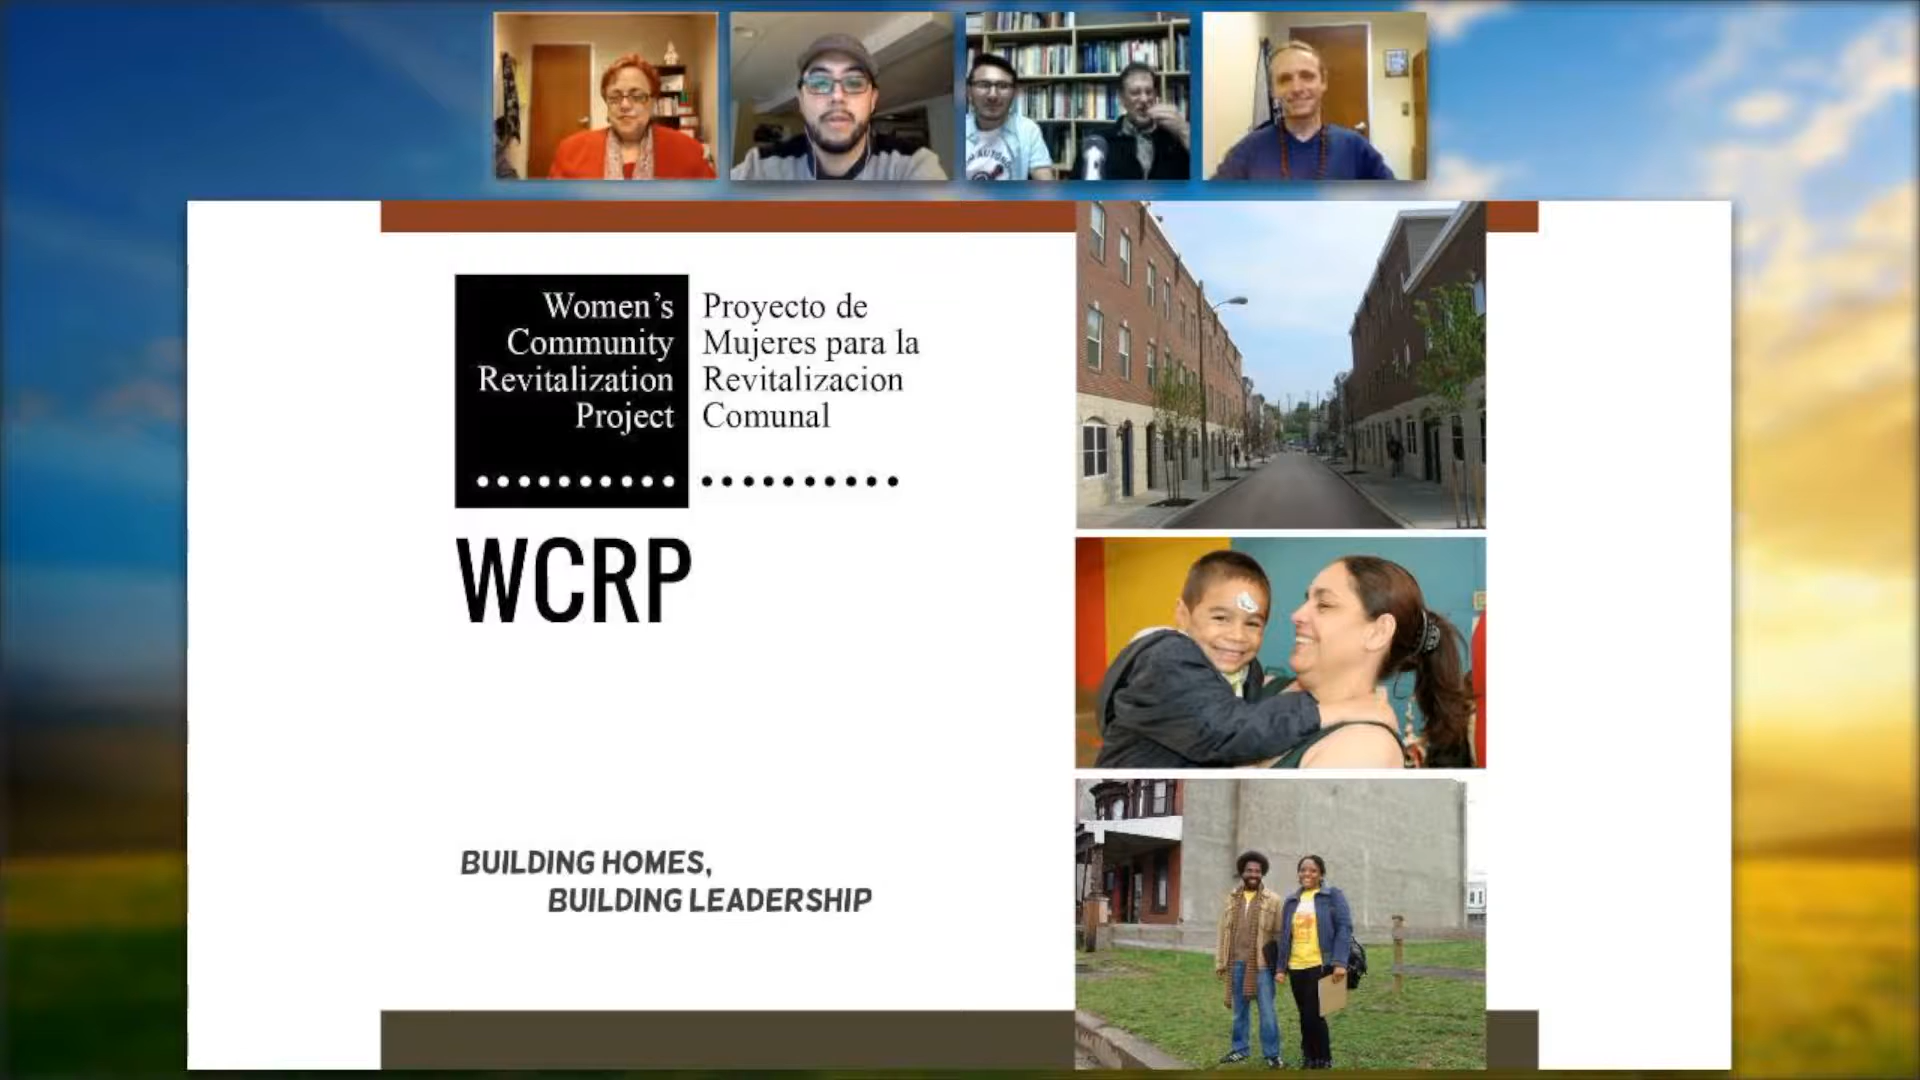 Women's
Community
Revitalization
Project
Proyecto de
Mujeres para la
Revitalizacion
Comunal
WCRP
BUILDING HOMES,
BUILDING LEADERSHIP